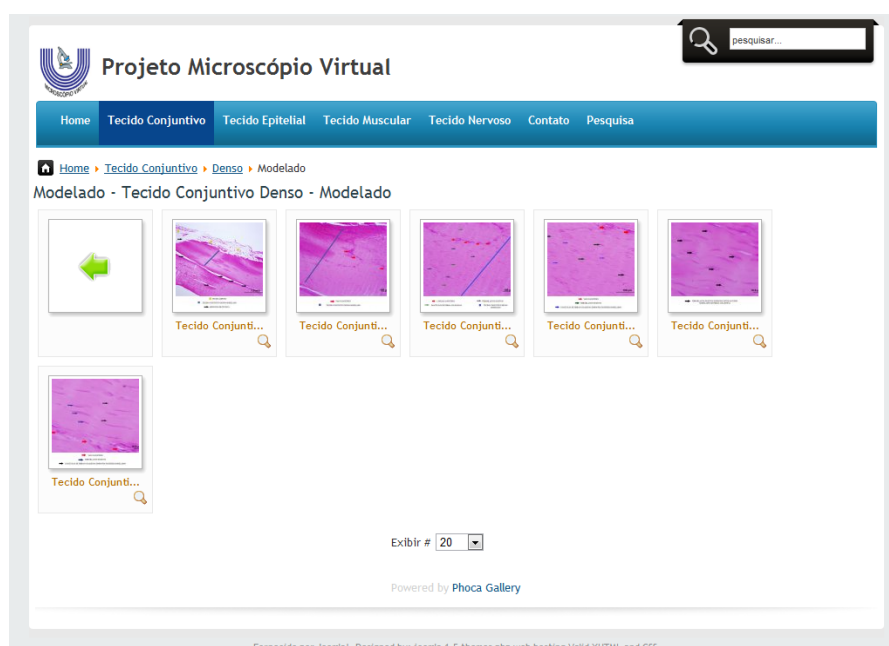 pesquisar...
Projeto Microscópio Virtual
Home Tecido Conjuntivo Tecido Epitelial Tecido Muscular Tecido Nervoso Contato Pesquisa
Home Tecido Conjuntivo Denso Modelado
Modelado - Tecido Conjuntivo Denso - Modelado
Tecido Conjunti... Tecido Conjunti... Tecido Conjunti... Tecido Conjunti... Tecido Conjunti...
Tecido Conjunti...
Exibir # 20
Powered by Phoca Gallery